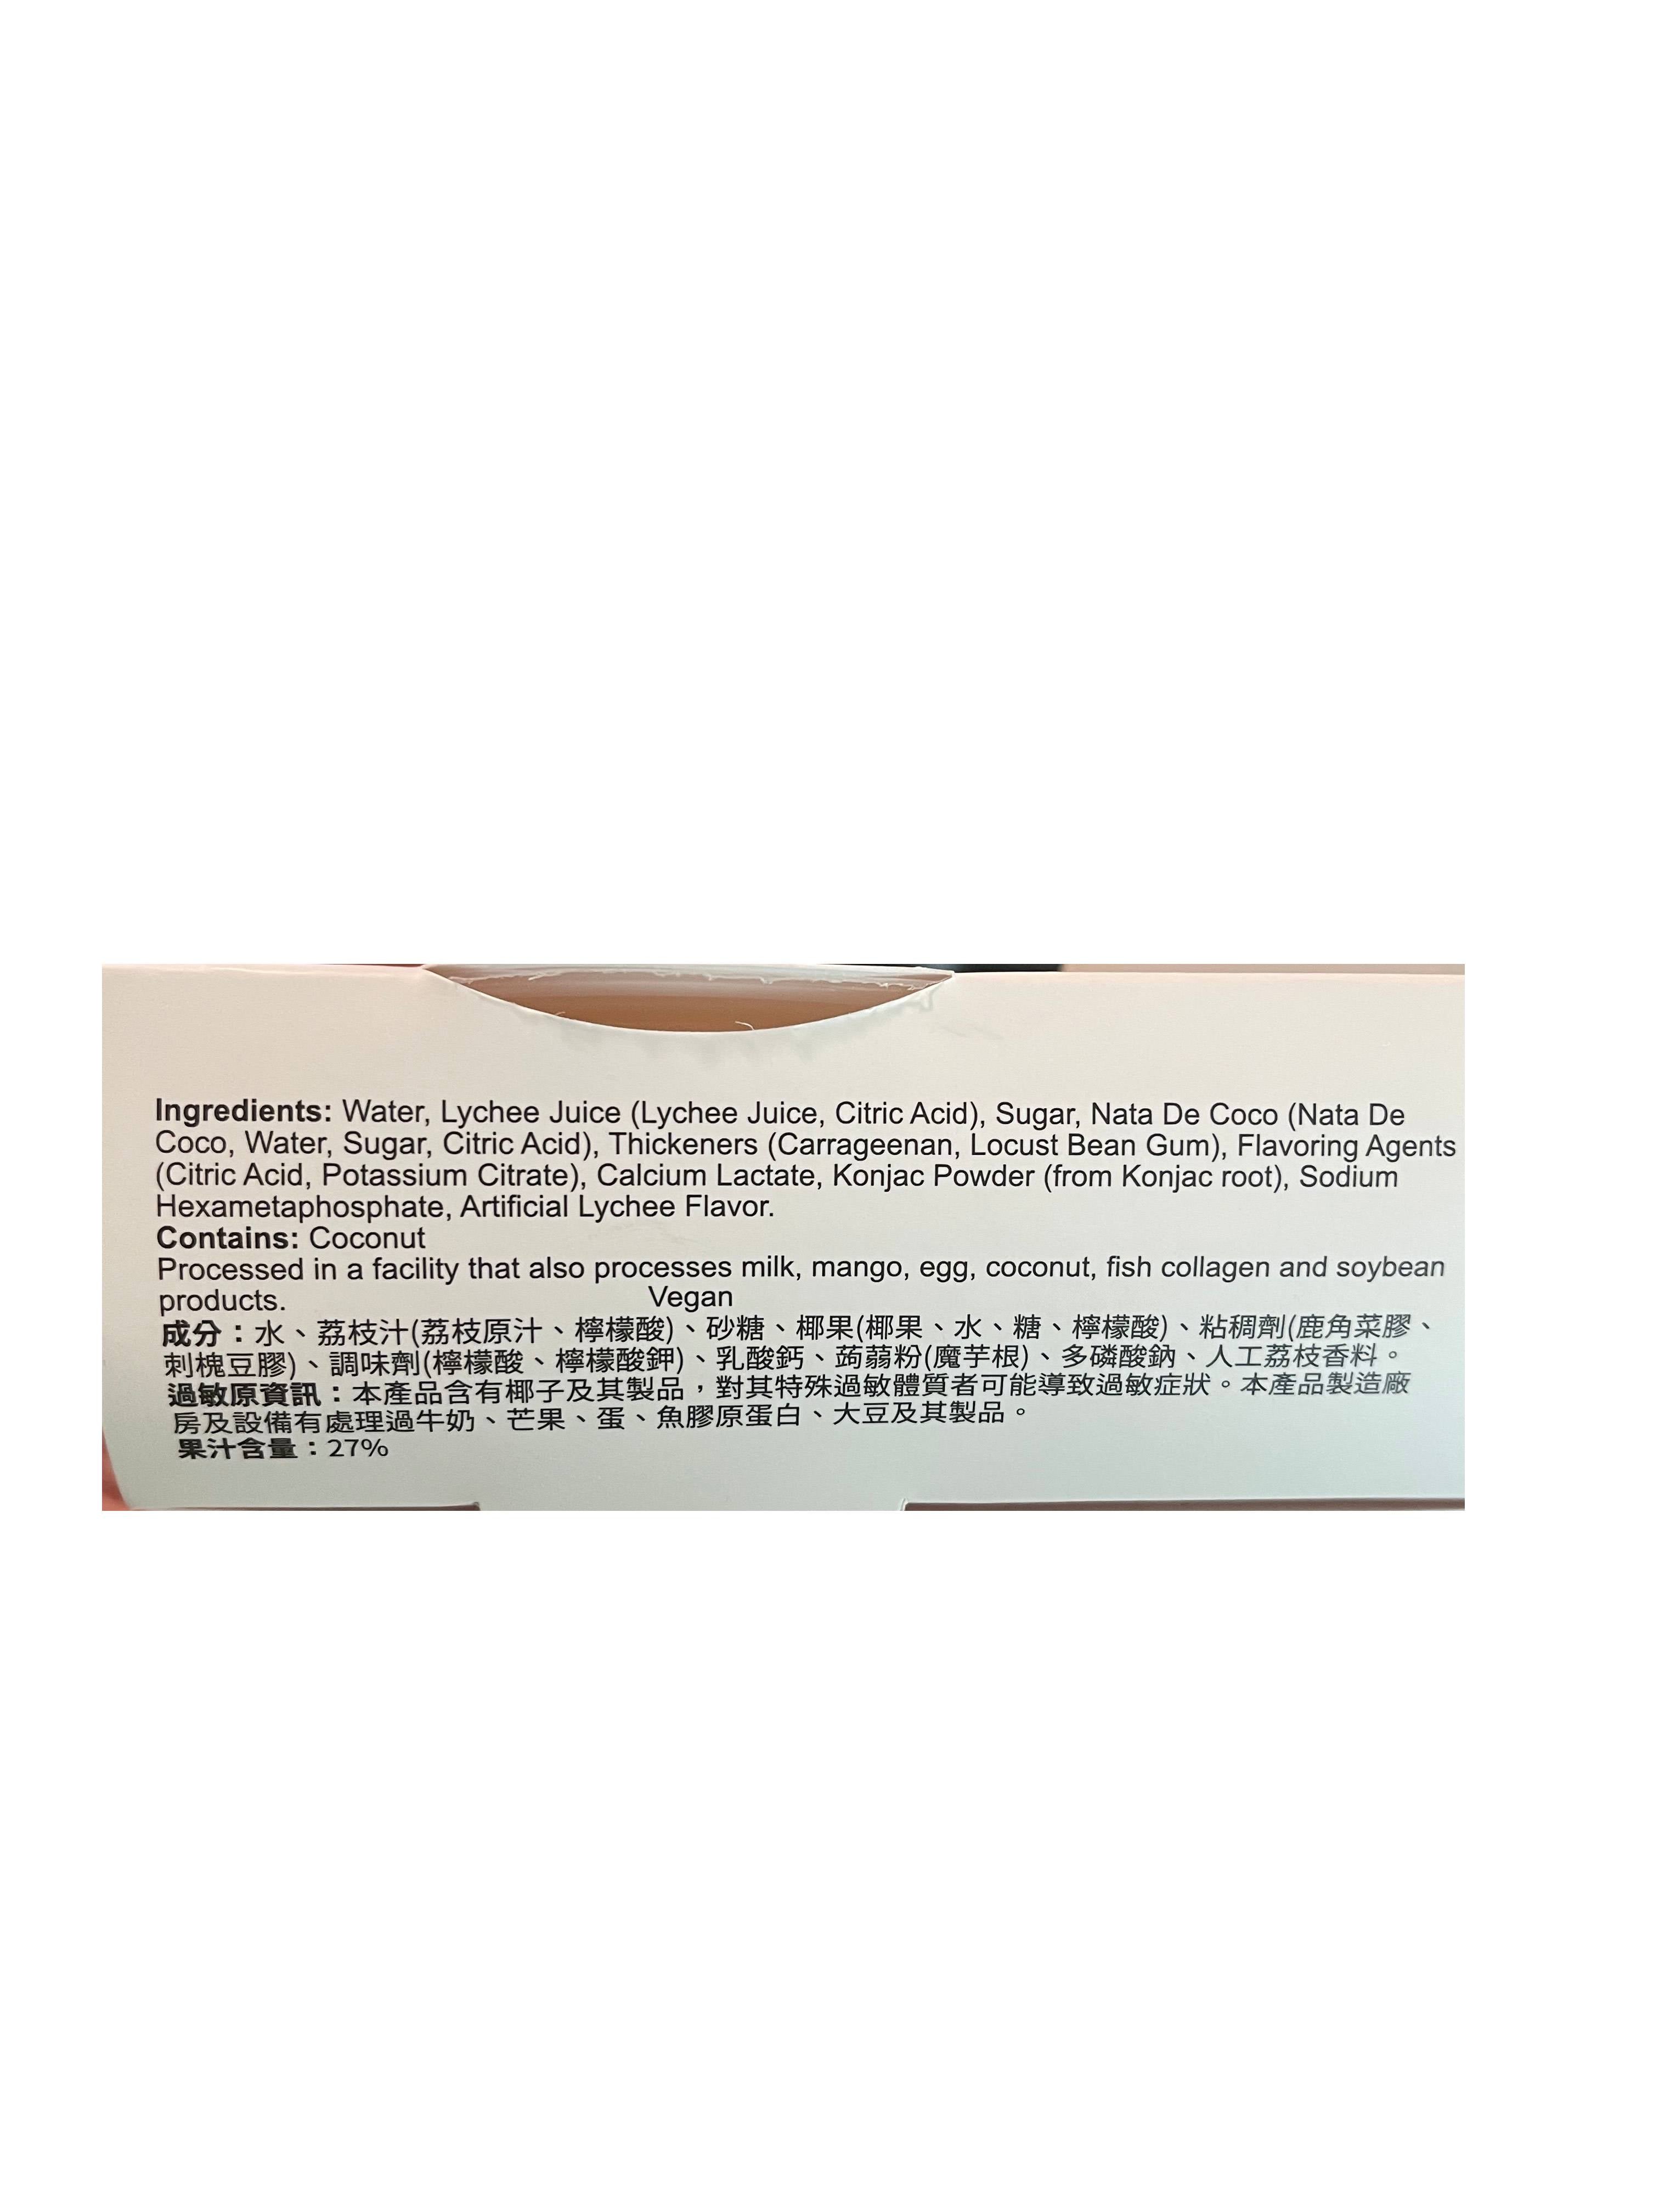 Ingredients: Water, Lychee Juice (Lychee Juice, Citric Acid), Sugar, Nata De Coco (Nata De
Coco, Water, Sugar, Citric Acid), Thickeners (Carrageenan, Locust Bean Gum), Flavoring Agents
(Citric Acid, Potassium Citrate), Calcium Lactate, Konjac Powder (from Konjac root), Sodium
Hexametaphosphate, Artificial Lychee Flavor.
Contains: Coconut
Processed in a facility that also processes milk, mango, egg, coconut, fish collagen and soybean
products. Vegan
成分：水、荔枝汁(荔枝原汁、檸檬酸)、砂糖、椰果(椰果、水、糖、檸檬酸)、粘稠劑(鹿角菜膠、
刺槐豆膠)、調味劑(檸檬酸、檸檬酸鉀)、乳酸鈣、蒟蒻粉(魔芋根)、多磷酸鈉、人工荔枝香料。
過敏原資訊：本產品含有椰子及其製品，對其特殊過敏體質者可能導致過敏症狀。本產品製造廠
房及設備有處理過牛奶、芒果、蛋、魚膠原蛋白、大豆及其製品。
果汁含量：27%